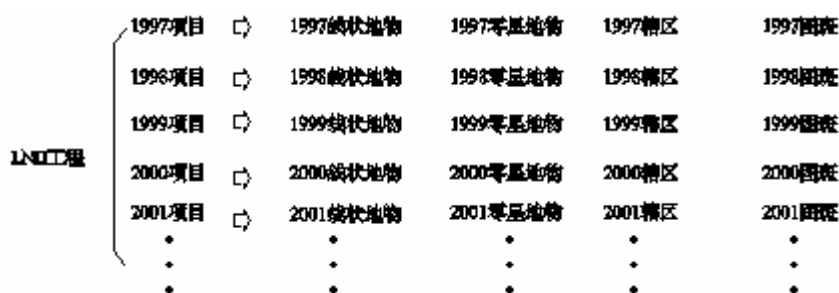 1997项目 1997线状地物 1997零星地物 1997辖区 1997图斑
1998项目 1998线状地物 1998零星地物 1998辖区 1998图斑
1999项目 1999线状地物 1999零星地物 1999辖区 1999图斑
工程
2000项目 2000线状地物 2000零星地物 2000辖区 2000图斑
2001项目 2001线状地物 2001零星地物 2001辖区 2001图斑